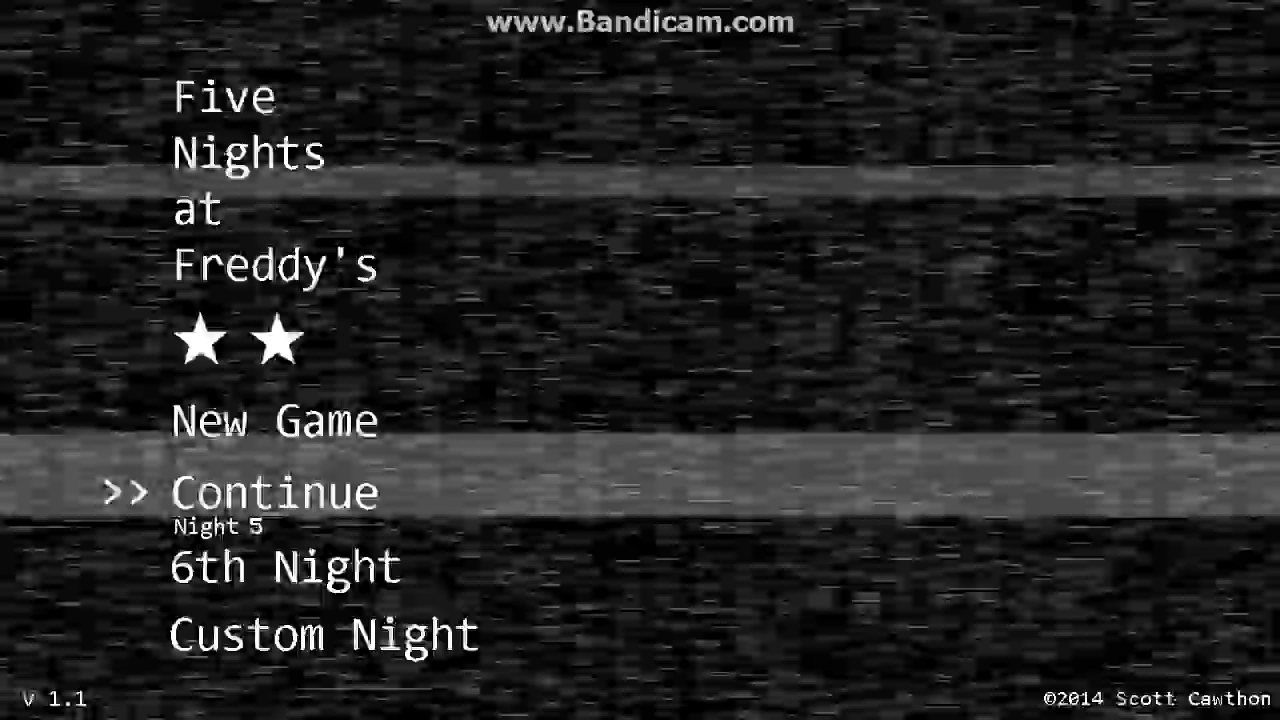 www.Bandicam.com
Five
Nights
at
Freddy's
New Game
>> Continue
Night 5
6th Night
Custom Night
v 1.1
©2014 Scott Cawthon